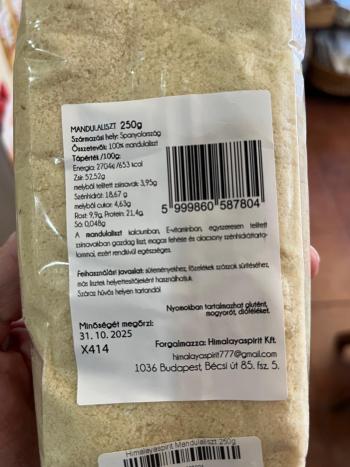 MANDULALISZT 250g
Származási hely: Spanyolország
Összetevők: 100% mandulaliszt
Tápérték /100g:
Energia: 2704kj/653 kcal
Zsír: 52,52g
melyből telített zsírsavak: 3,95g
Szénhidrát: 18,67 g
melyből cukor: 4,63g
Rost: 9,9g, Protein: 21,4g
Só: 0,048g
5 999860 587804
A mandulaliszt kalciumban, E-vitaminban, egyszeresen telített
zsírsavakban gazdag liszt, magas fehérje és alacsony szénhidráttarta-
lommal, ezért rendkívül egészséges.
Felhasználási javaslat: süteményekhez, főzelékek szószok sűrítéséhez,
más lisztek helyettesítőjeként használhatjuk.
Száraz hűvös helyen tartandó!
Nyomokban tartalmazhat glutént,
mogyorót, dióféléket.
Minőségét megőrzi:
31. 10. 2025
X414
Forgalmazza: Himalayaspirit Kft.
himalayaspirit777@gmail.com
1036 Budapest, Bécsi út 85. fsz. 5.
Himalayaspirit Mandulaliszt 250g